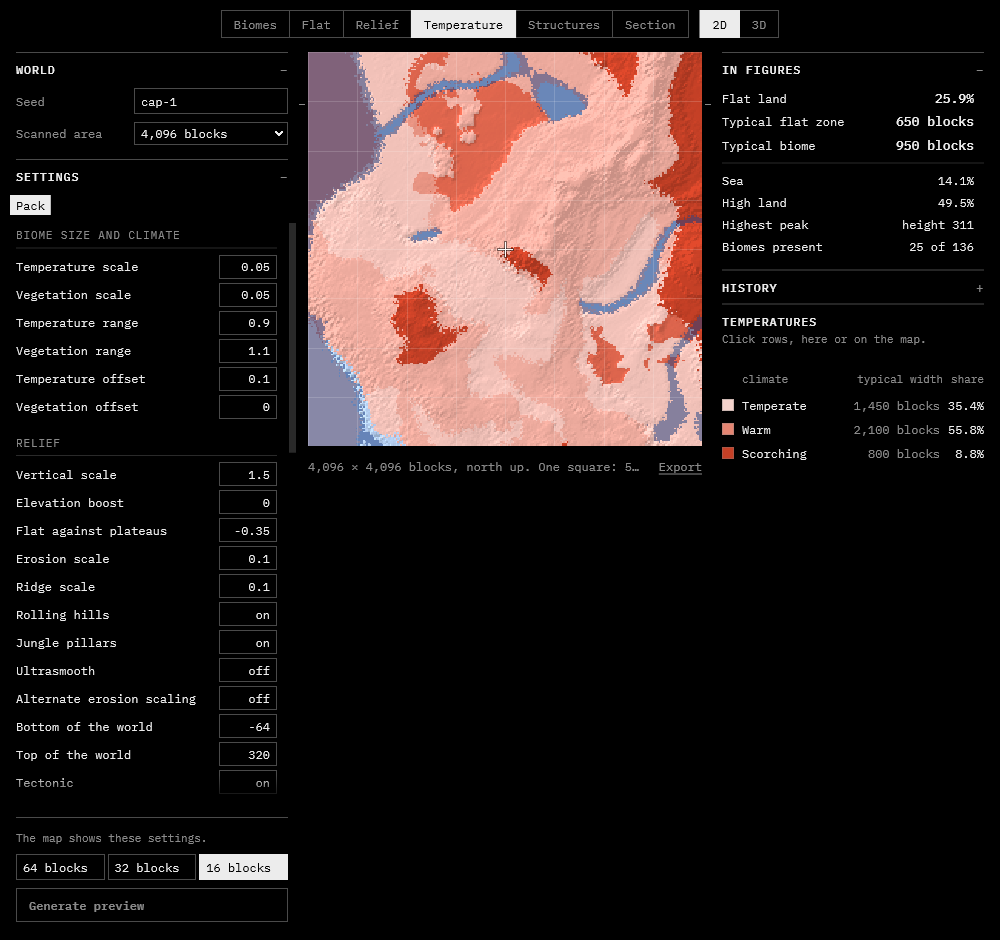 Biomes Flat Relief Temperature Structures Section 2D 3D
WORLD −
Seed cap-1
Scanned area 4,096 blocks
SETTINGS −
Pack
BIOME SIZE AND CLIMATE
Temperature scale 0.05
Vegetation scale 0.05
Temperature range 0.9
Vegetation range 1.1
Temperature offset 0.1
Vegetation offset 0
RELIEF
Vertical scale 1.5
Elevation boost 0
Flat against plateaus -0.35
Erosion scale 0.1
Ridge scale 0.1
Rolling hills on
Jungle pillars on
Ultrasmooth off
Alternate erosion scaling off
Bottom of the world -64
Top of the world 320
Tectonic on
The map shows these settings.
64 blocks 32 blocks 16 blocks
Generate preview
4,096 × 4,096 blocks, north up. One square: 5… Export
IN FIGURES −
Flat land 25.9%
Typical flat zone 650 blocks
Typical biome 950 blocks
Sea 14.1%
High land 49.5%
Highest peak height 311
Biomes present 25 of 136
HISTORY +
TEMPERATURES
Click rows, here or on the map.
climate typical width share
Temperate 1,450 blocks 35.4%
Warm 2,100 blocks 55.8%
Scorching 800 blocks 8.8%